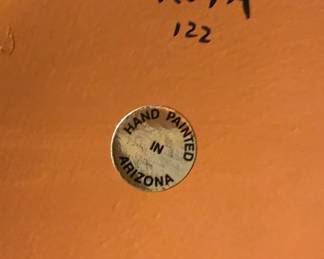 122
HAND PAINTED
IN
ARIZONA